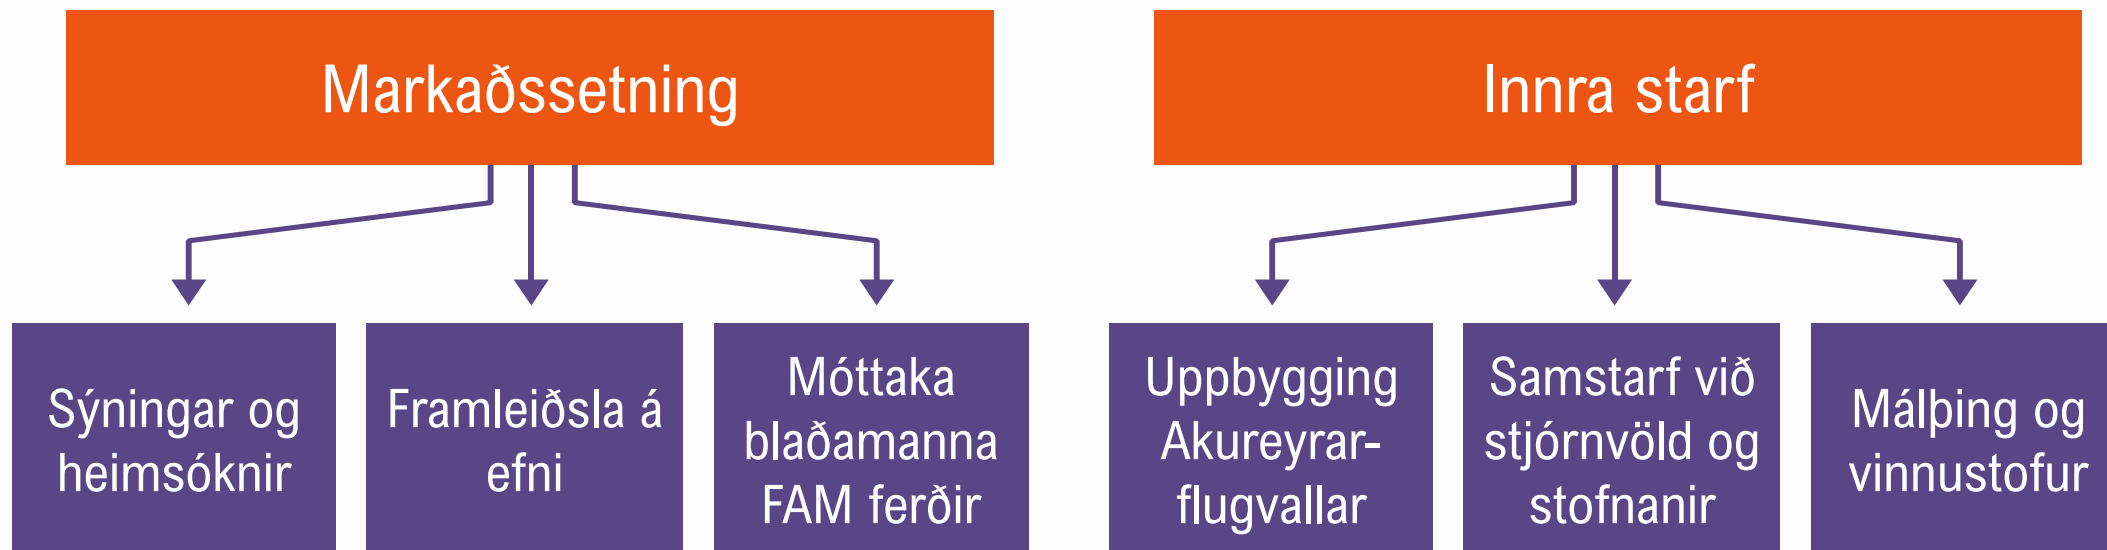 Markaðssetning
Innra starf
Sýningar og
heimsóknir
Framleiðsla á
efni
Móttaka
blaðamanna
FAM ferðir
Uppbygging
Akureyrar-
flugvallar
Samstarf við
stjórnvöld og
stofnanir
Málþing og
vinnustofur